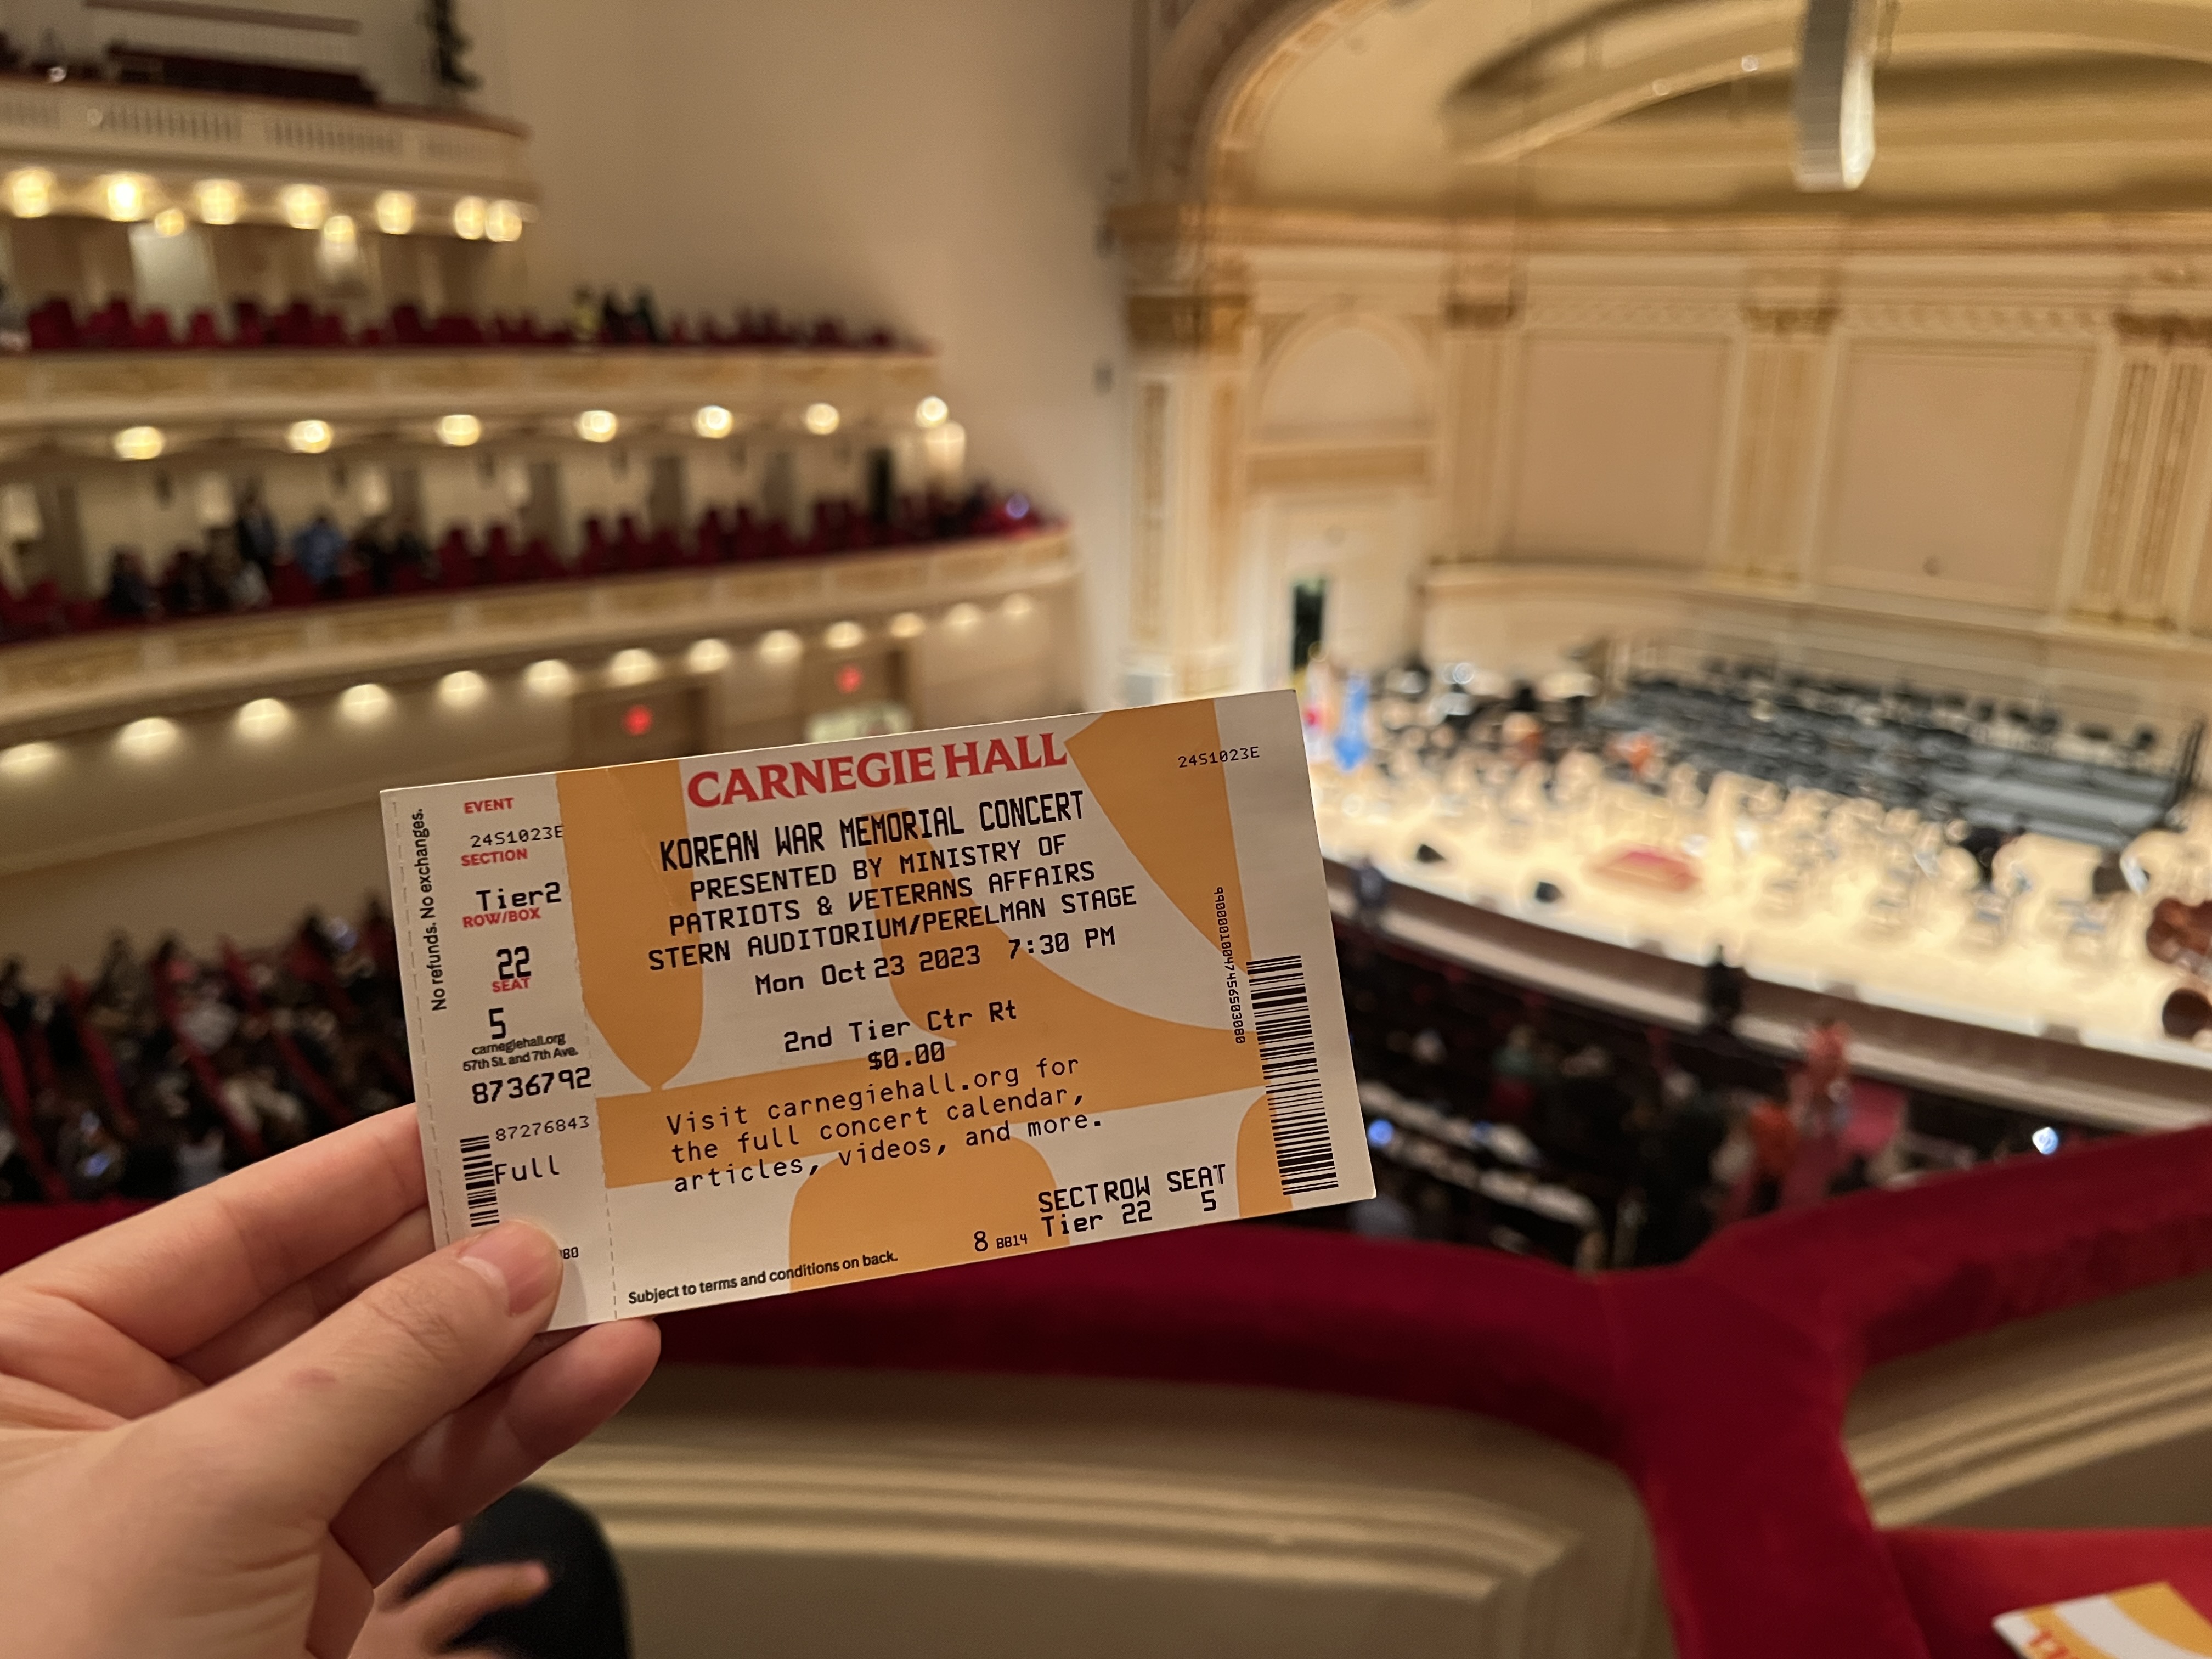 No refunds. No exchanges.
EVENT
24S1023E
SECTION
Tier2
ROW/BOX
22
SEAT
5
carnegiehall.org
57th St. and 7th Ave.
8736792
87276843
Full
CARNEGIE HALL
24S1023E
KOREAN WAR MEMORIAL CONCERT
PRESENTED BY MINISTRY OF
PATRIOTS & VETERANS AFFAIRS
STERN AUDITORIUM/PERELMAN STAGE
Mon Oct 23 2023 7:30 PM
2nd Tier Ctr Rt
$0.00
Visit carnegiehall.org for
the full concert calendar,
articles, videos, and more.
SECTROW SEAT
8 BB14 Tier 22 5
Subject to terms and conditions on back.